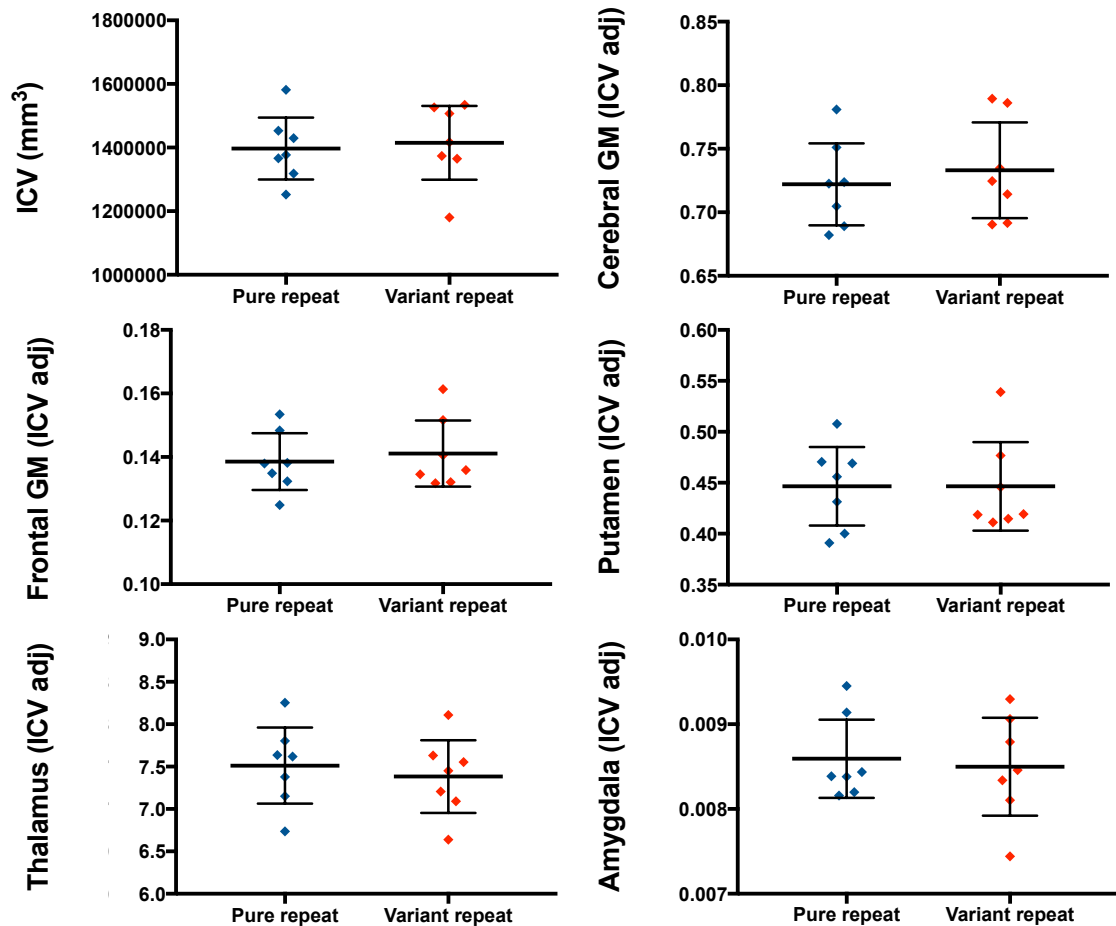 ICV (mm³)
1800000
1600000
1400000
1200000
1000000
Pure repeat
Variant repeat
Cerebral GM (ICV adj)
0.85
0.80
0.75
0.70
0.65
Pure repeat
Variant repeat
Frontal GM (ICV adj)
0.18
0.16
0.14
0.12
0.10
Pure repeat
Variant repeat
Putamen (ICV adj)
0.60
0.55
0.50
0.45
0.40
0.35
Pure repeat
Variant repeat
Thalamus (ICV adj)
9.0
8.5
8.0
7.5
7.0
6.5
6.0
Pure repeat
Variant repeat
Amygdala (ICV adj)
0.010
0.009
0.008
0.007
Pure repeat
Variant repeat